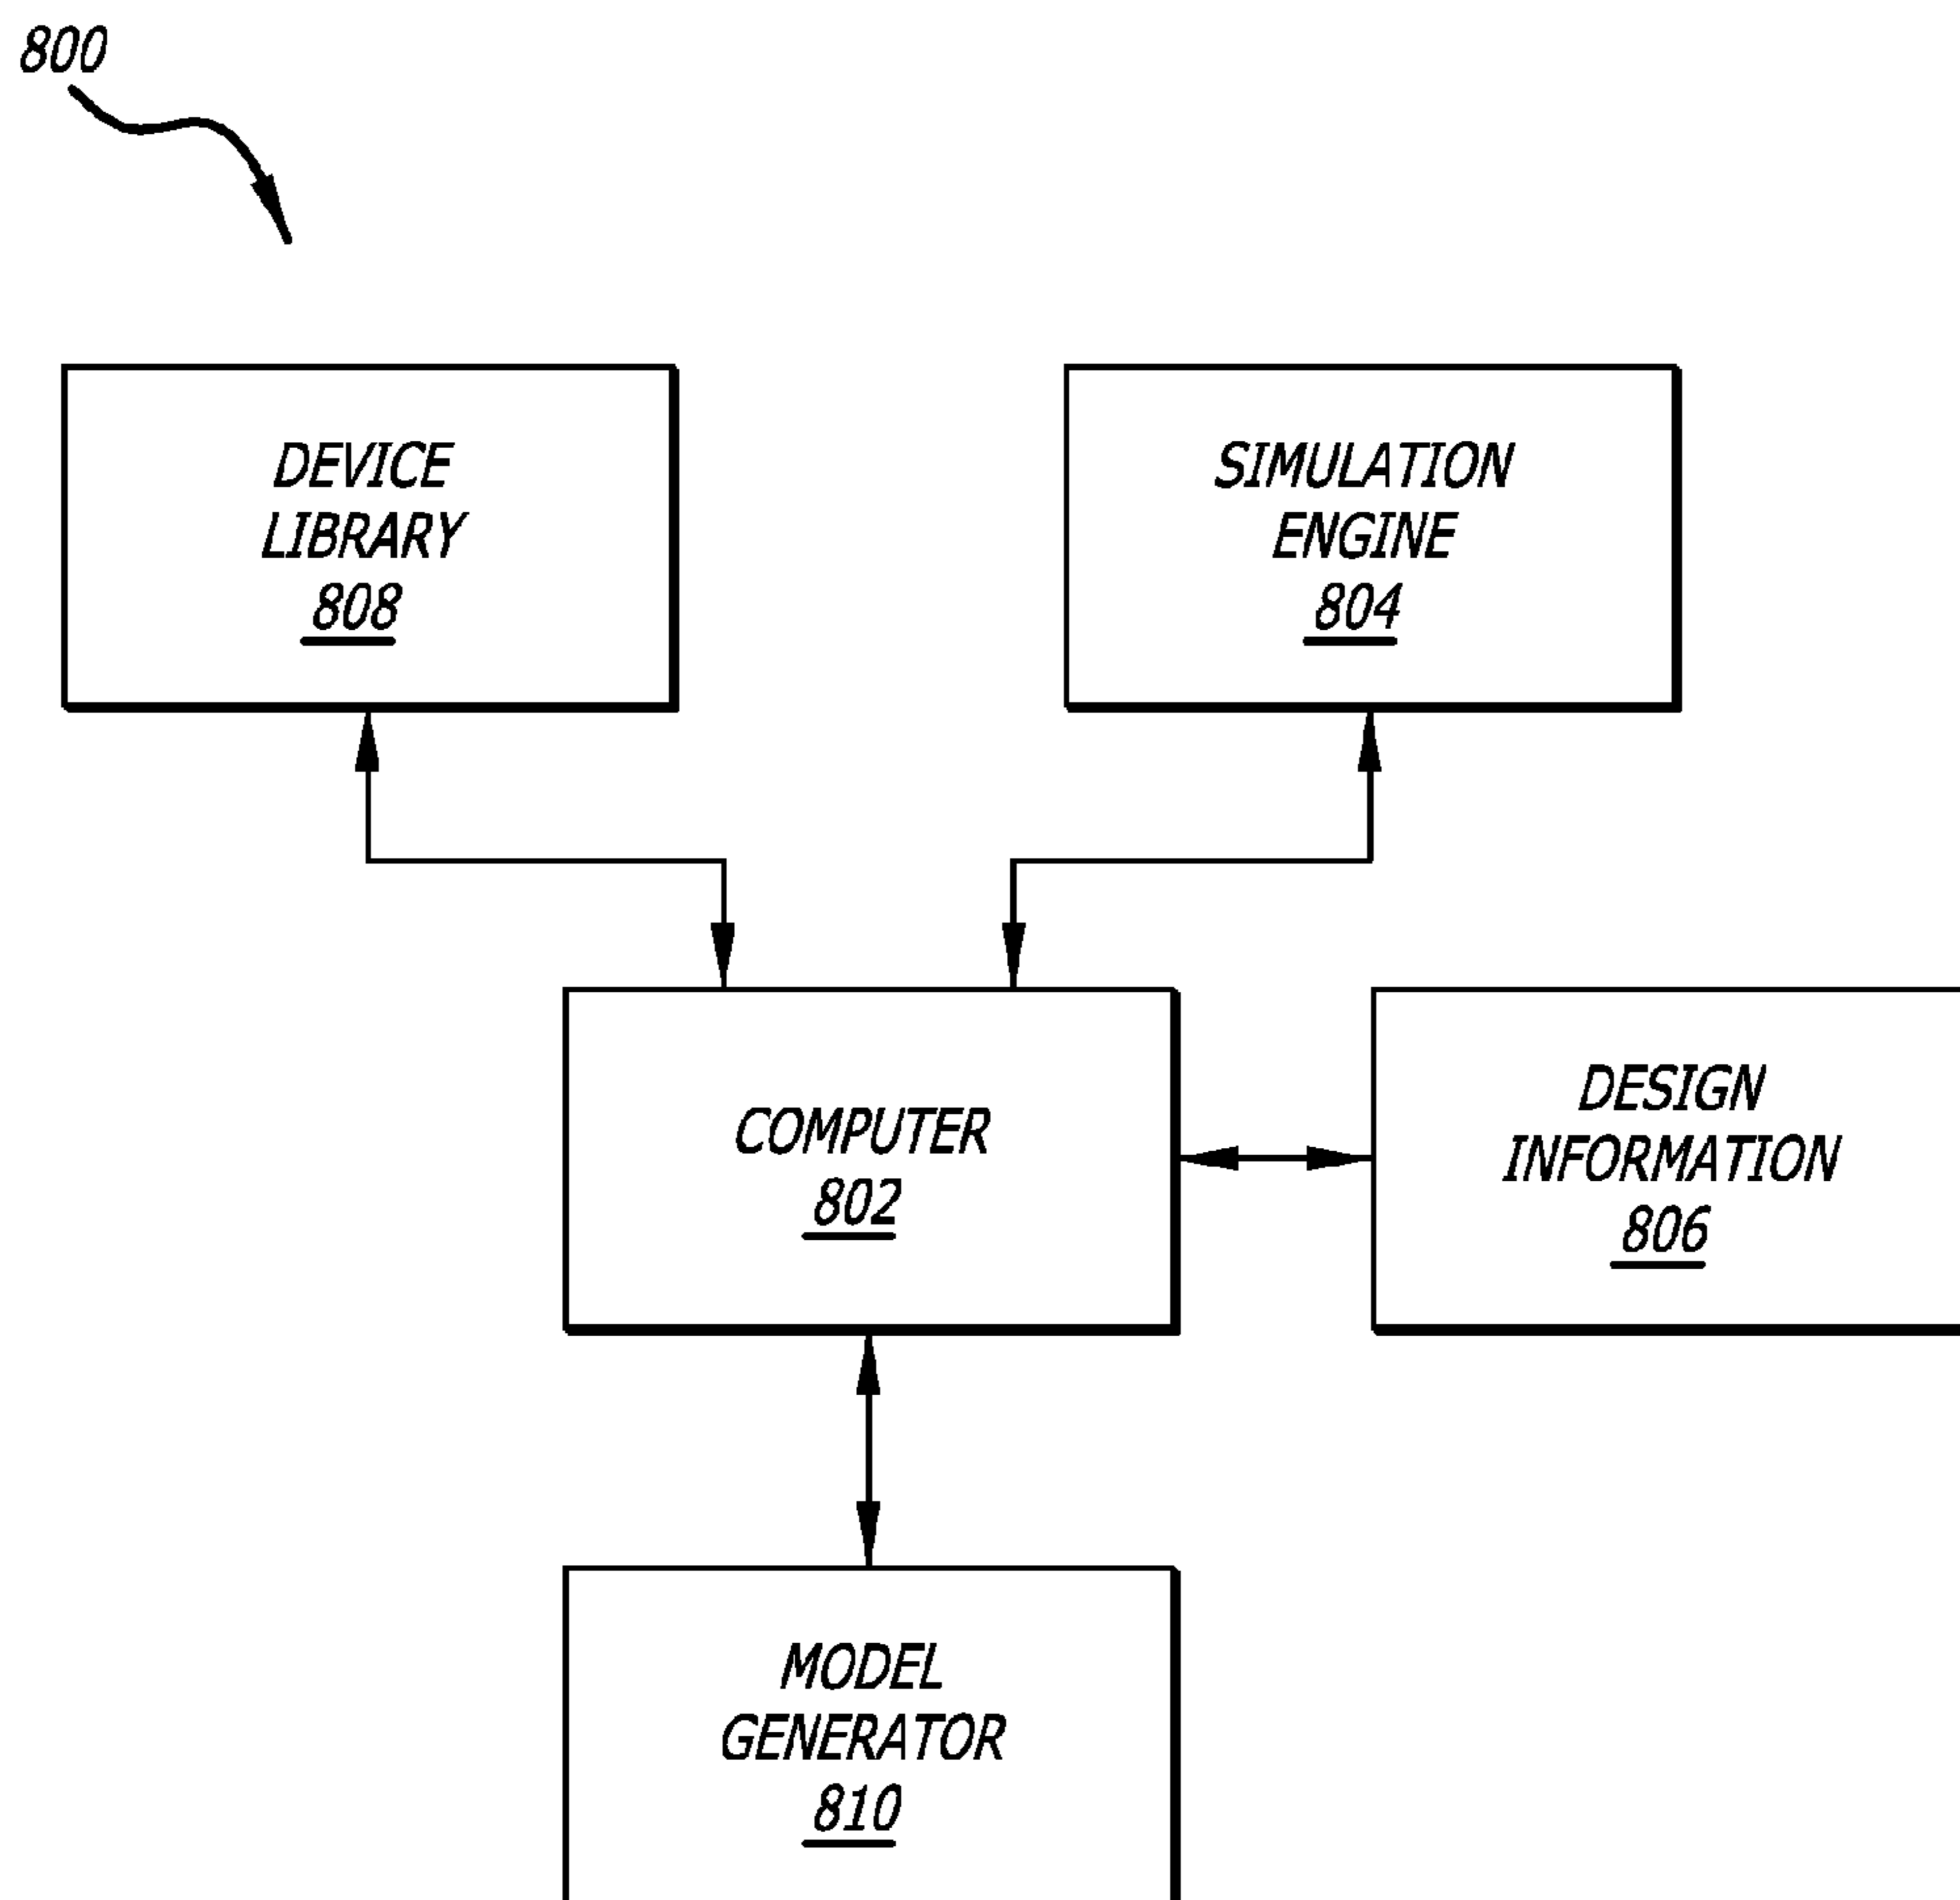 800
DEVICE
LIBRARY
808
SIMULATION
ENGINE
804
COMPUTER
802
DESIGN
INFORMATION
806
MODEL
GENERATOR
810